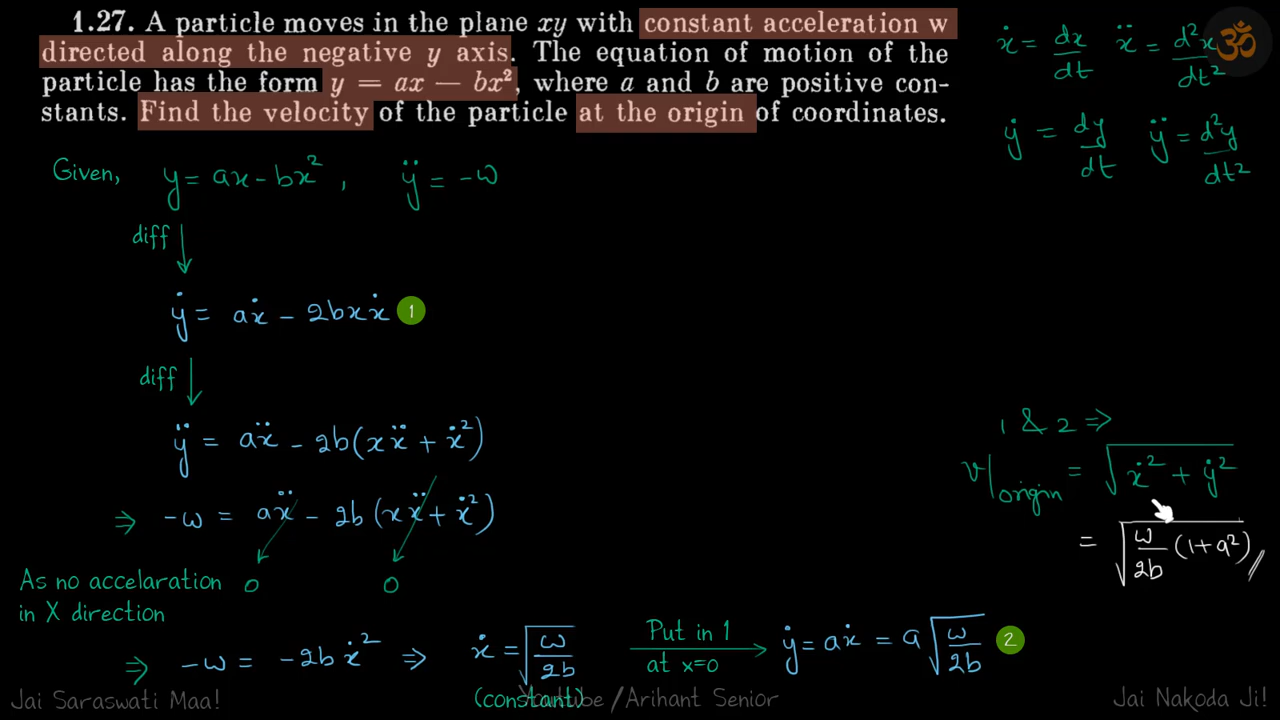 1.27. A particle moves in the plane xy with constant acceleration w
directed along the negative y axis. The equation of motion of the
particle has the form y = ax − bx², where a and b are positive con-
stants. Find the velocity of the particle at the origin of coordinates.
ẋ = dx/dt ẍ = d²x/dt²
ॐ
ẏ = dy/dt ÿ = d²y/dt²
Given, y = ax - bx², ÿ = -ω
diff
ẏ = aẋ - 2bxẋ 1
diff
ÿ = aẍ - 2b(xẍ + ẋ²)
⇒ -ω = aẍ - 2b(xẍ + ẋ²)
0 0
As no accelaration
in X direction
⇒ -ω = -2bẋ² ⇒ ẋ = √(ω/2b)
(constant)
Put in 1
at x=0
ẏ = aẋ = a√(ω/2b) 2
1 & 2 ⇒
v|origin = √(ẋ² + ẏ²)
= √(ω/2b (1+a²)) //
Jai Saraswati Maa!
Youtube /Arihant Senior
Jai Nakoda Ji!